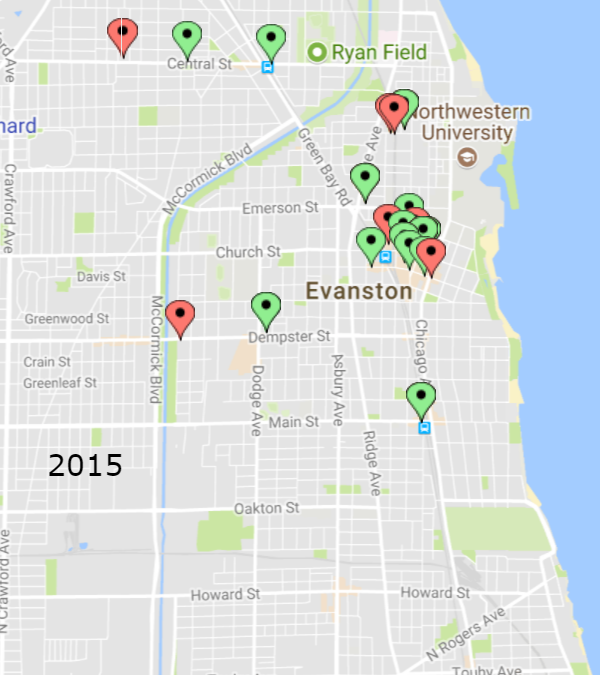 Ryan Field
Central St
nard
Northwestern
University
McCormick Blvd
Green Bay Rd
e Ave
Crawford Ave
Emerson St
Church St
Davis St
Evanston
Greenwood St
McCormick Blvd
Dempster St
Chicago A
Crain St
Greenleaf St
Dodge Ave
Asbury Ave
Main St
Ridge Ave
2015
Oakton St
N Crawford Ave
Howard St
Howard St
N Rogers Ave
Touhy Ave